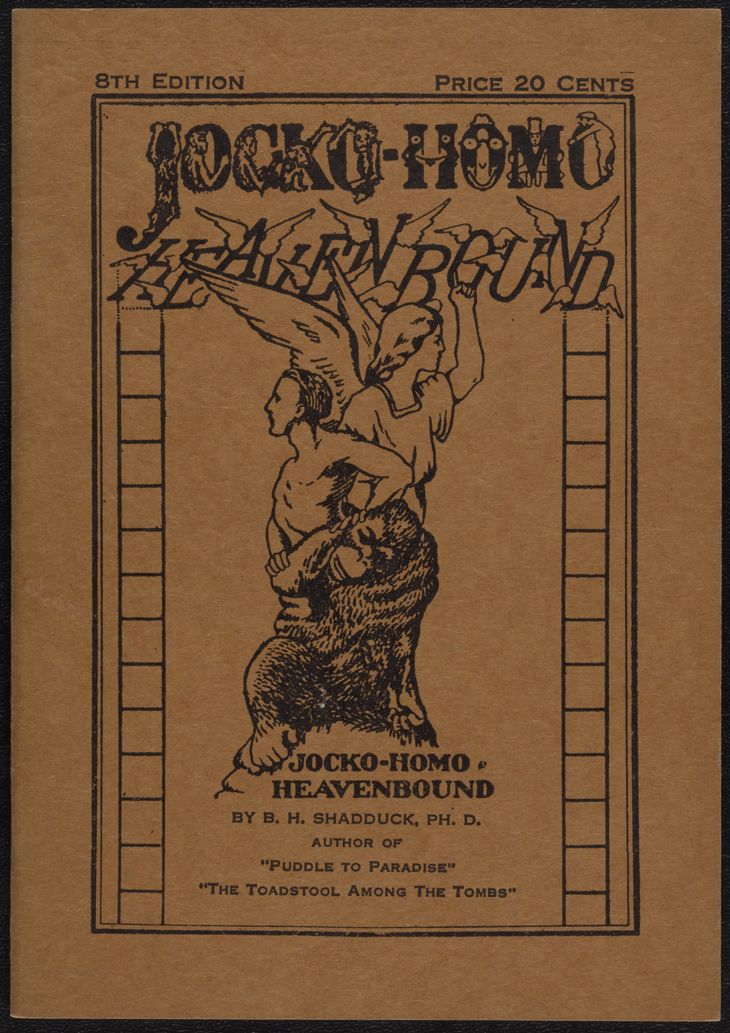 8TH EDITION
PRICE 20 CENTS
JOCKO-HOMO
HEAVENBOUND
JOCKO-HOMO
HEAVENBOUND
BY B. H. SHADDUCK, PH. D.
AUTHOR OF
"PUDDLE TO PARADISE"
"THE TOADSTOOL AMONG THE TOMBS"